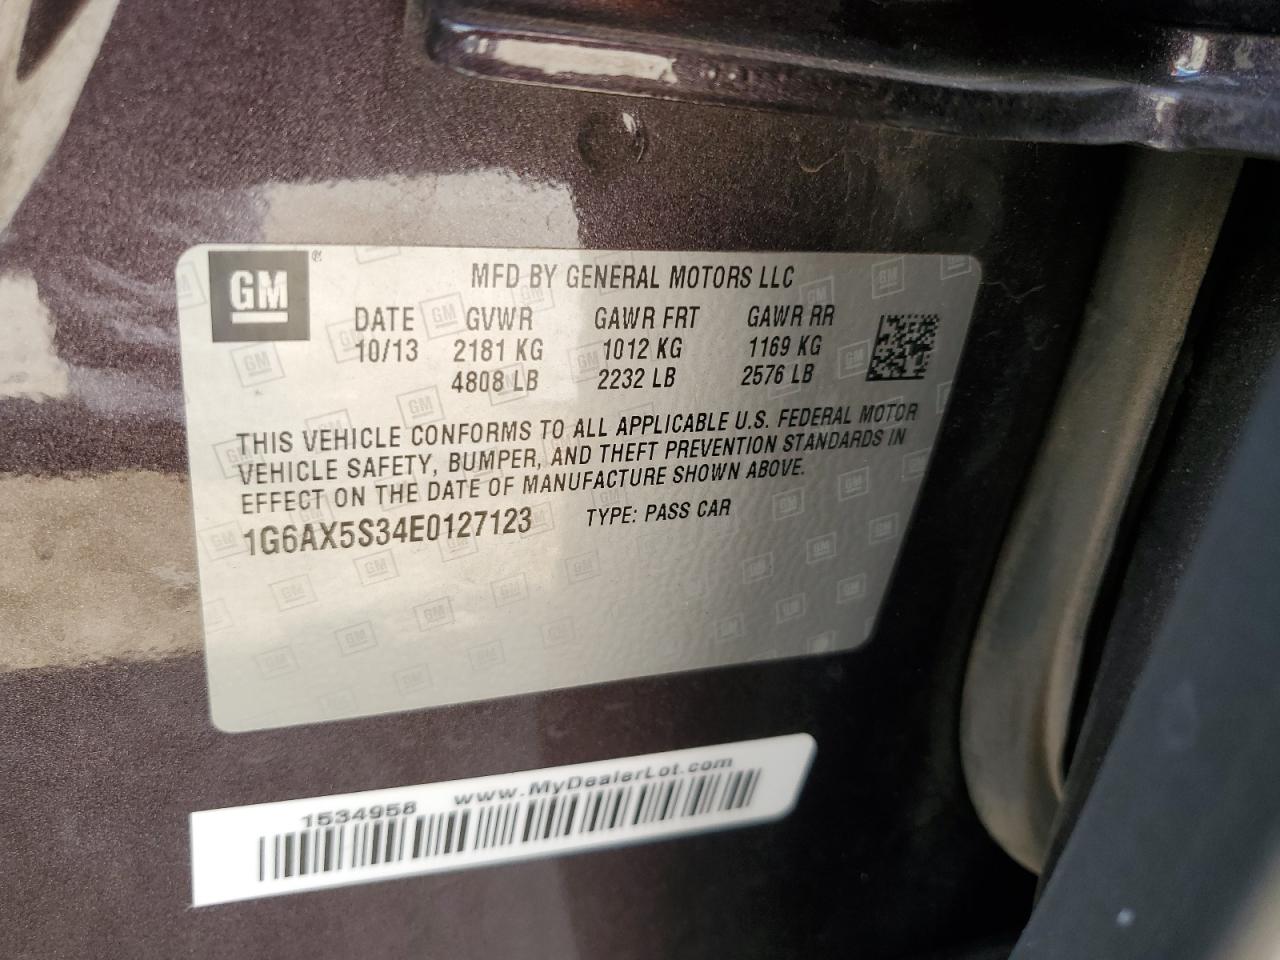 GM
MFD BY GENERAL MOTORS LLC
DATE GVWR GAWR FRT GAWR RR
10/13 2181 KG 1012 KG 1169 KG
4808 LB 2232 LB 2576 LB
THIS VEHICLE CONFORMS TO ALL APPLICABLE U.S. FEDERAL MOTOR
VEHICLE SAFETY, BUMPER, AND THEFT PREVENTION STANDARDS IN
EFFECT ON THE DATE OF MANUFACTURE SHOWN ABOVE.
1G6AX5S34E0127123 TYPE: PASS CAR
1534958 www.MyDealerLot.com